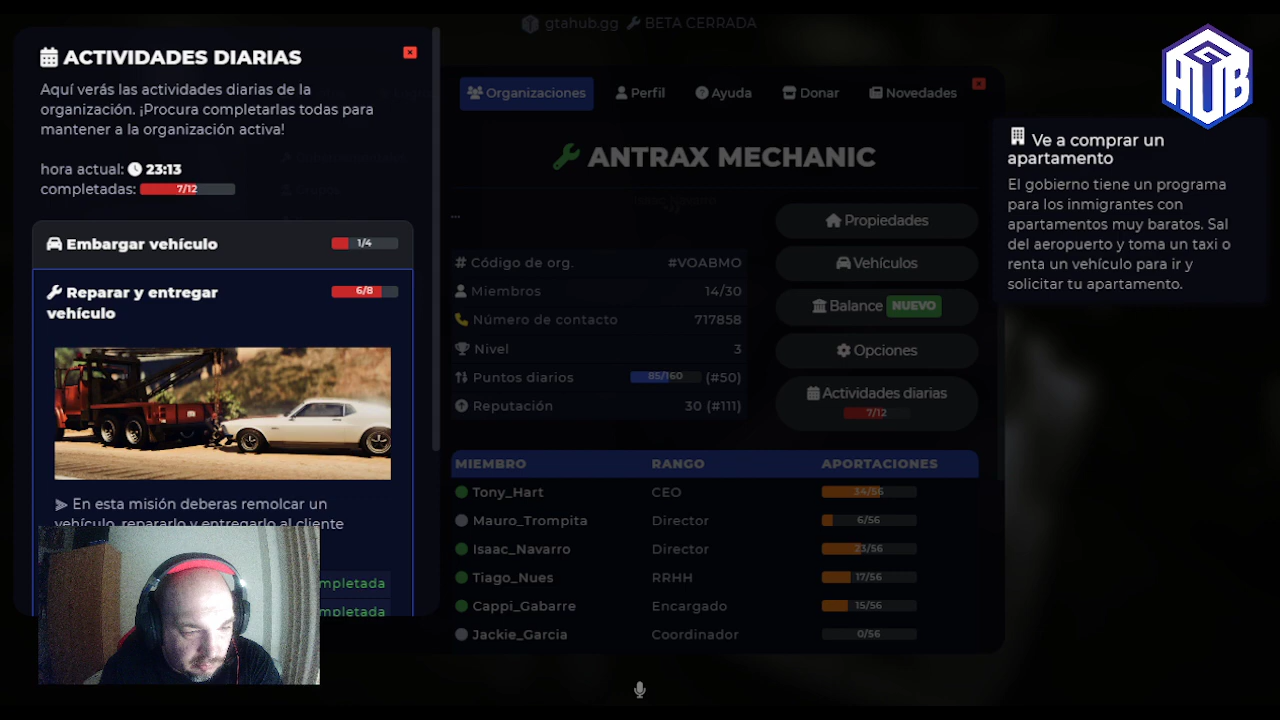 gtahub.gg BETA CERRADA
ACTIVIDADES DIARIAS
Aquí verás las actividades diarias de la
organización. ¡Procura completarlas todas para
mantener a la organización activa!
hora actual: 23:13
completadas: 7/12
Embargar vehículo 1/4
Reparar y entregar 6/8
vehículo
En esta misión deberas remolcar un
vehículo, repararlo y entregarlo al cliente
mpletada
mpletada
Organizaciones Perfil Ayuda Donar Novedades
ANTRAX MECHANIC
...
Código de org. #VOABMO
Miembros 14/30
Número de contacto 717858
Nivel 3
Puntos diarios 85/160 (#50)
Reputación 30 (#111)
Propiedades
Vehículos
Balance NUEVO
Opciones
Actividades diarias
7/12
MIEMBRO RANGO APORTACIONES
Tony_Hart CEO 34/56
Mauro_Trompita Director 6/56
Isaac_Navarro Director 23/56
Tiago_Nues RRHH 17/56
Cappi_Gabarre Encargado 15/56
Jackie_Garcia Coordinador 0/56
G
HUB
Ve a comprar un
apartamento
El gobierno tiene un programa
para los inmigrantes con
apartamentos muy baratos. Sal
del aeropuerto y toma un taxi o
renta un vehículo para ir y
solicitar tu apartamento.